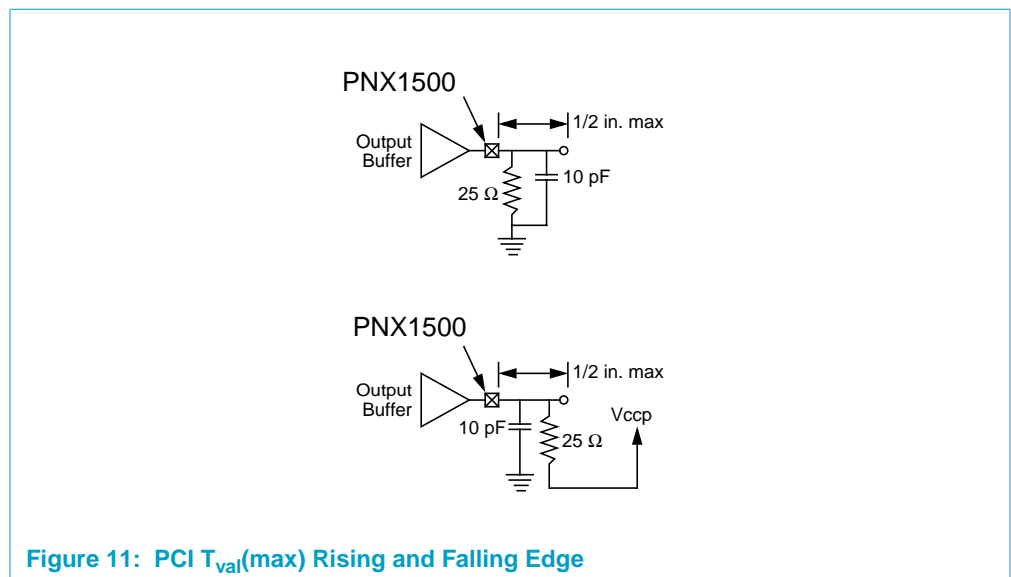 PNX1500
1/2 in. max
Output
Buffer
10 pF
25 Ω
PNX1500
1/2 in. max
Output
Buffer
Vccp
10 pF
25 Ω
Figure 11: PCI Tval(max) Rising and Falling Edge